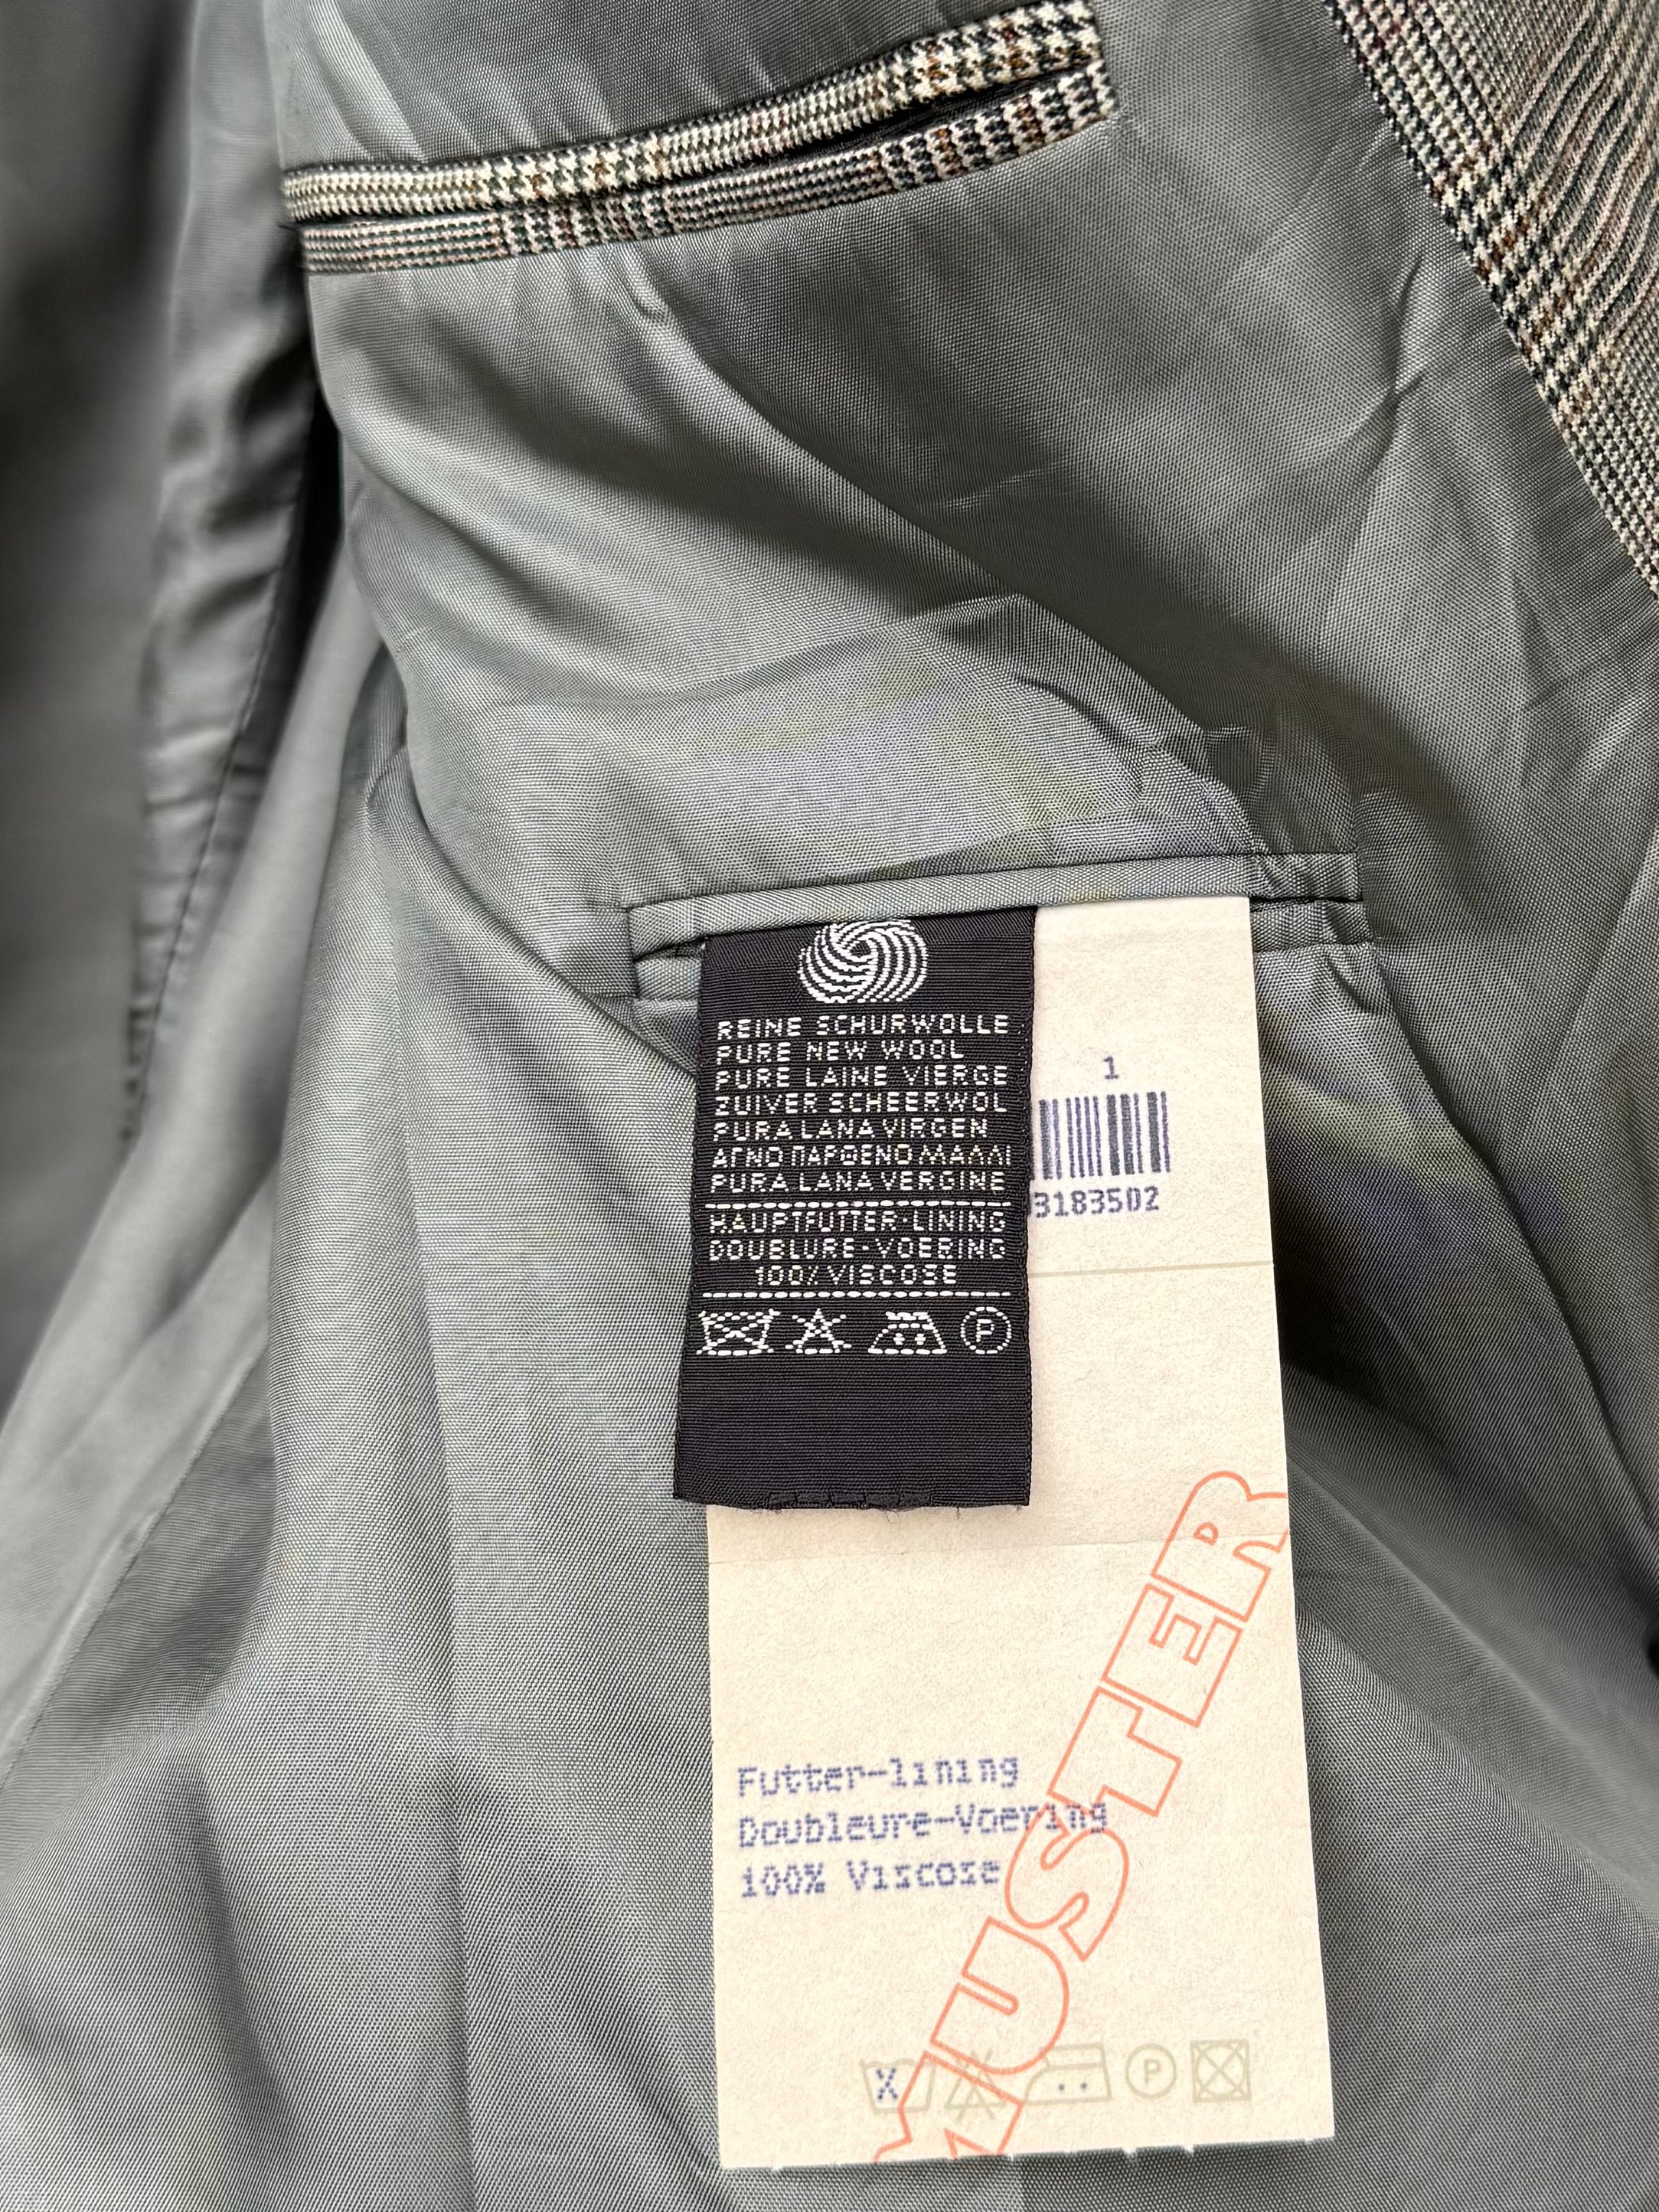 REINE SCHURWOLLE
PURE NEW WOOL
PURE LAINE VIERGE
ZUIVER SCHEERWOL
PURA LANA VIRGEN
ΑΓΝΟ ΠΑΡΘΕΝΟ ΜΑΛΛΙ
PURA LANA VERGINE
HAUPTFUTTER-LINING
DOUBLURE-VOERING
100% VISCOSE
P
1
3183502
MUSTER
Futter-lining
Doubleure-Voering
100% Viscose
X
P